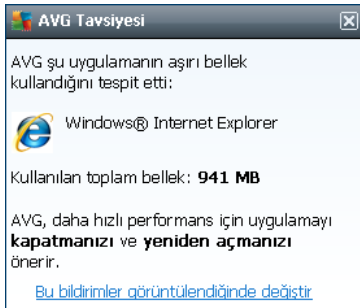 AVG Tavsiyesi
AVG şu uygulamanın aşırı bellek
kullandığını tespit etti:
Windows® Internet Explorer
Kullanılan toplam bellek: 941 MB
AVG, daha hızlı performans için uygulamayı
kapatmanızı ve yeniden açmanızı
önerir.
Bu bildirimler görüntülendiğinde değiştir